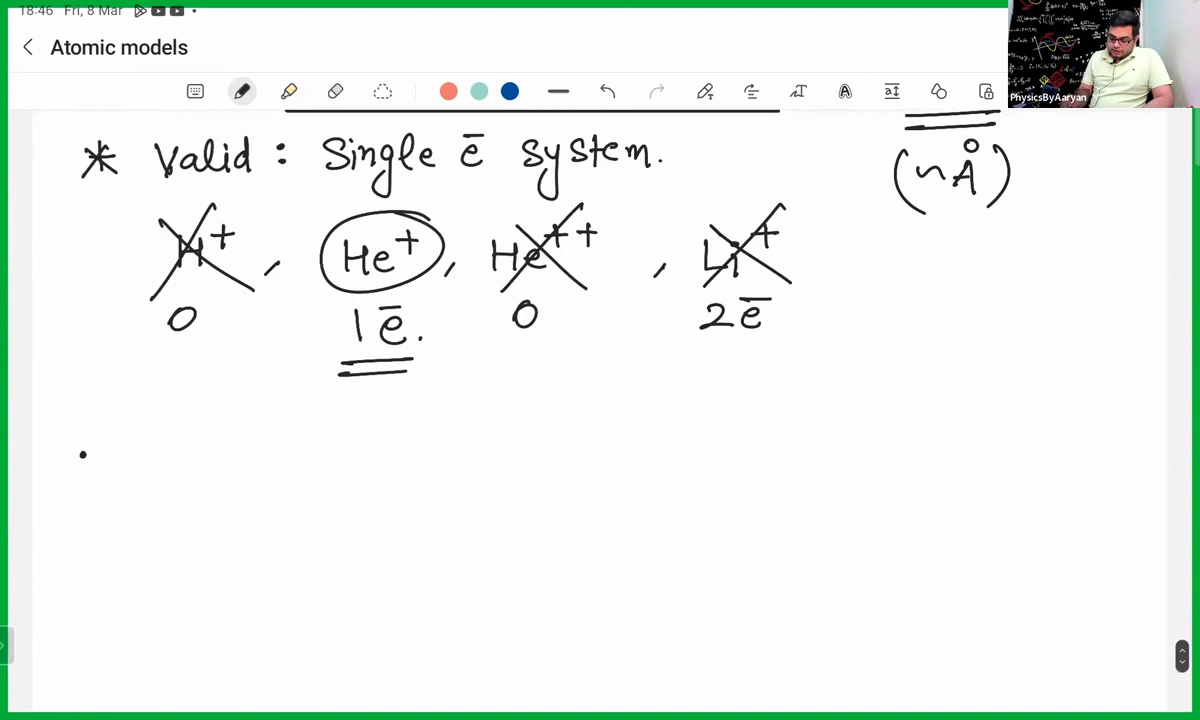 18:46 Fri, 8 Mar
Atomic models
PhysicsByAaryan
* Valid : Single ē system.
(nÅ)
H+, He+, He++, Li+
0 1ē. 0 2ē